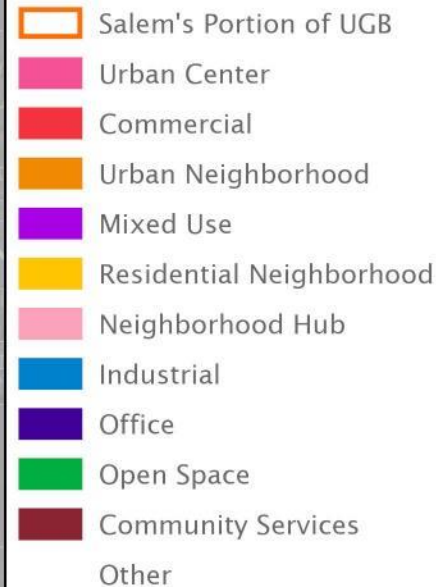 Salem's Portion of UGB
Urban Center
Commercial
Urban Neighborhood
Mixed Use
Residential Neighborhood
Neighborhood Hub
Industrial
Office
Open Space
Community Services
Other